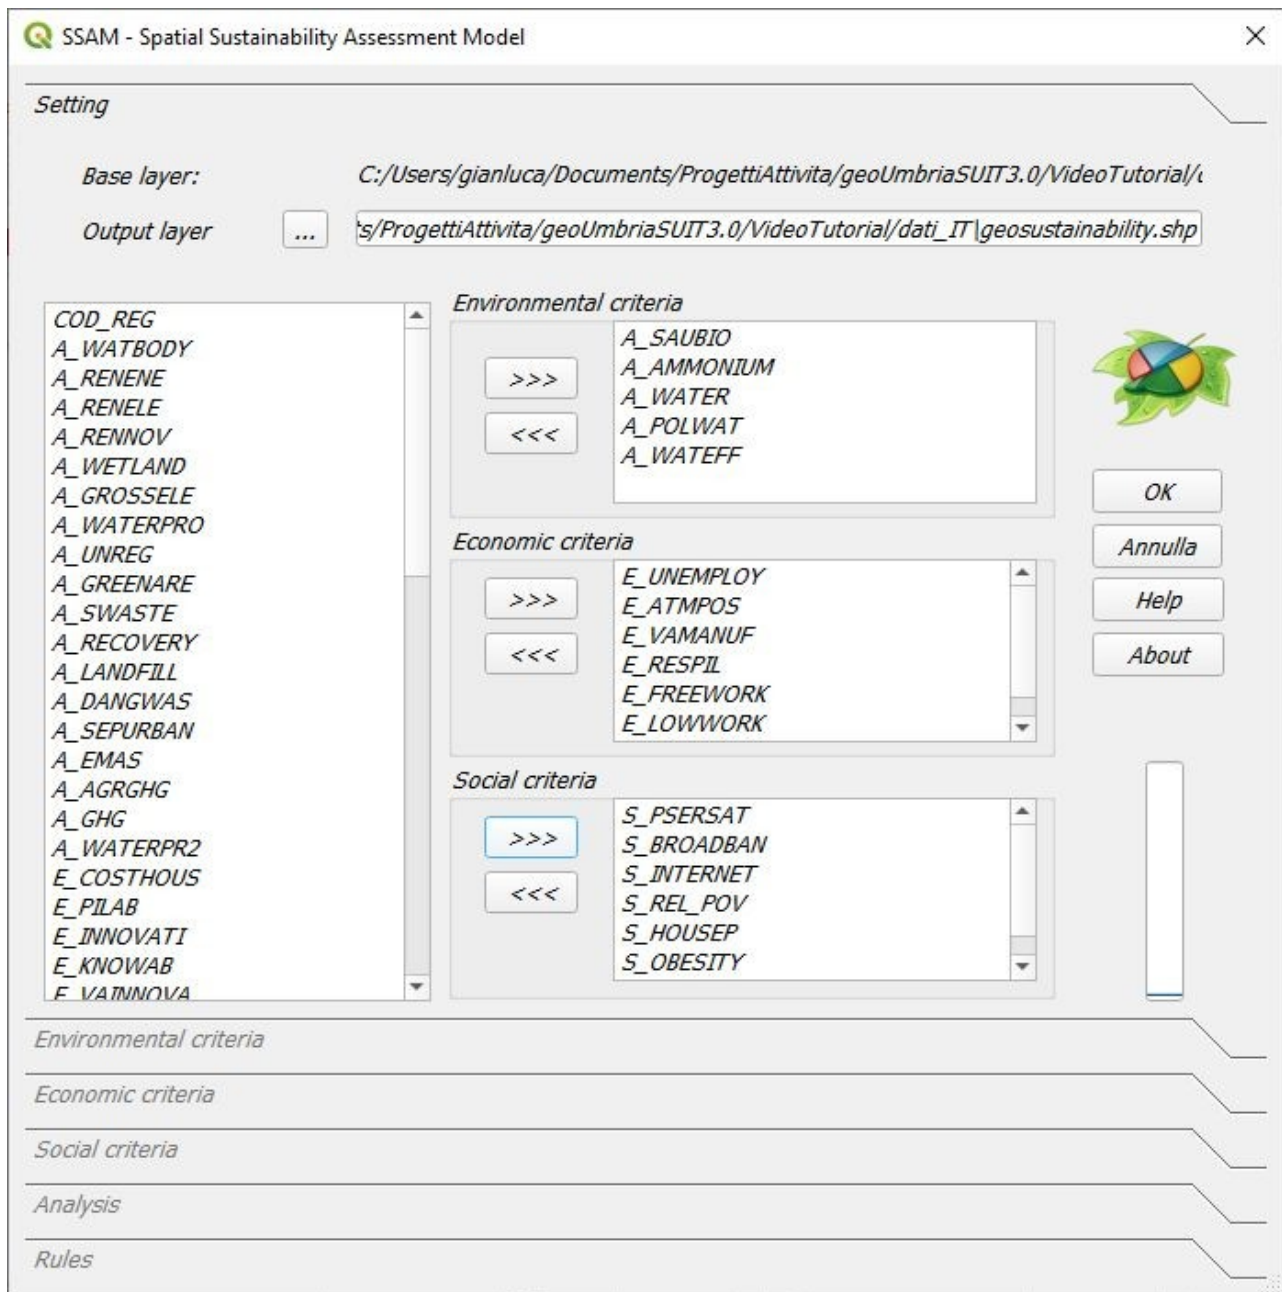 SSAM - Spatial Sustainability Assessment Model
Setting
Base layer:
C:/Users/gianluca/Documents/ProgettiAttivita/geoUmbriaSUIT3.0/VideoTutorial/
Output layer
...
s/ProgettiAttivita/geoUmbriaSUIT3.0/VideoTutorial/dati_IT\geosustainability.shp
COD_REG
A_WATBODY
A_RENENE
A_RENELE
A_RENNOV
A_WETLAND
A_GROSSELE
A_WATERPRO
A_UNREG
A_GREENARE
A_SWASTE
A_RECOVERY
A_LANDFILL
A_DANGWAS
A_SEPURBAN
A_EMAS
A_AGRGHG
A_GHG
A_WATERPR2
E_COSTHOUS
E_PILAB
E_INNOVATI
E_KNOWAB
E_VAINNOVA
Environmental criteria
>>>
<<<
A_SAUBIO
A_AMMONIUM
A_WATER
A_POLWAT
A_WATEFF
Economic criteria
>>>
<<<
E_UNEMPLOY
E_ATMPOS
E_VAMANUF
E_RESPIL
E_FREEWORK
E_LOWWORK
Social criteria
>>>
<<<
S_PSERSAT
S_BROADBAN
S_INTERNET
S_REL_POV
S_HOUSEP
S_OBESITY
OK
Annulla
Help
About
Environmental criteria
Economic criteria
Social criteria
Analysis
Rules